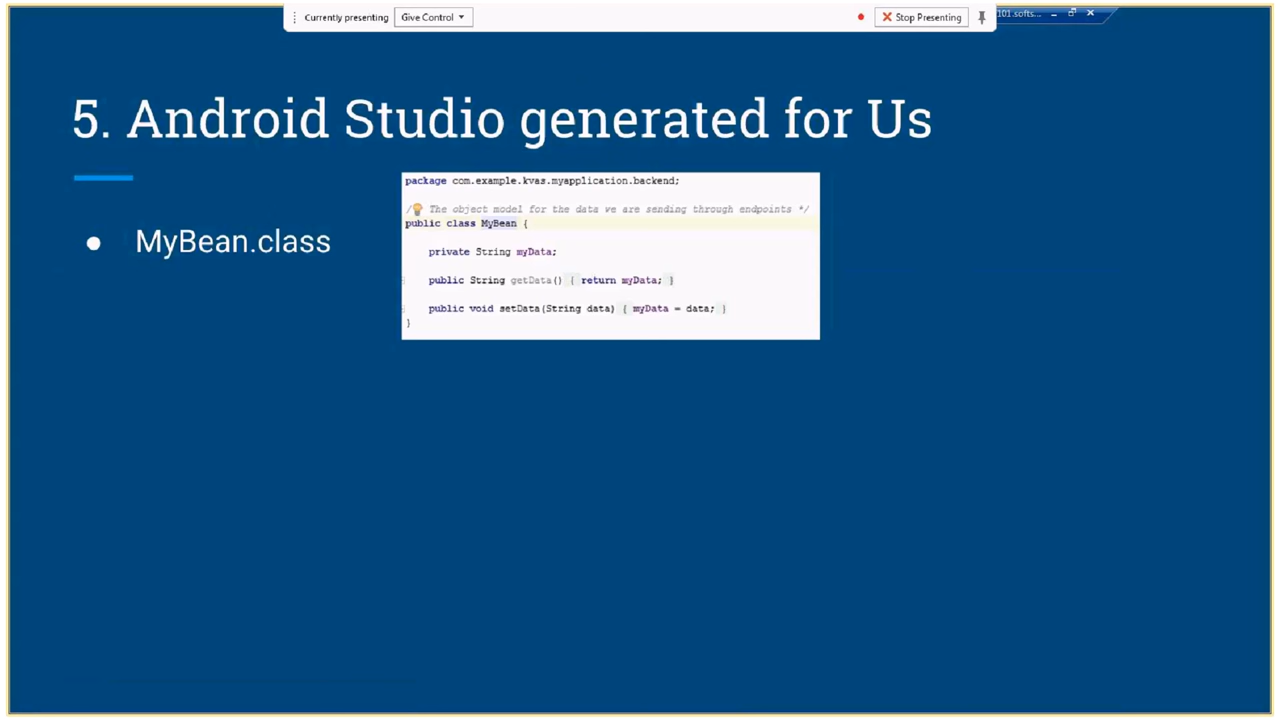 Currently presenting Give Control Stop Presenting 101.softs...
5. Android Studio generated for Us
● MyBean.class
package com.example.kvas.myapplication.backend;
/ The object model for the data we are sending through endpoints */
public class MyBean {
private String myData;
public String getData() { return myData; }
public void setData(String data) { myData = data; }
}